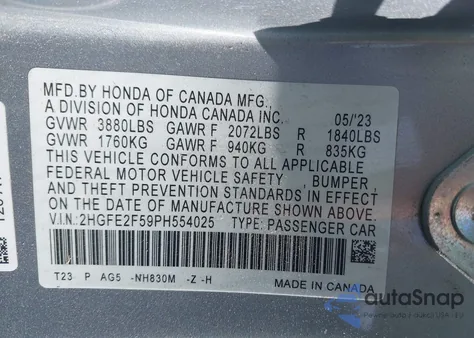 MFD.BY HONDA OF CANADA MFG.,
A DIVISION OF HONDA CANADA INC. 05/'23
GVWR 3880LBS GAWR F 2072LBS R 1840LBS
GVWR 1760KG GAWR F 940KG R 835KG
THIS VEHICLE CONFORMS TO ALL APPLICABLE
FEDERAL MOTOR VEHICLE SAFETY , BUMPER ,
AND THEFT PREVENTION STANDARDS IN EFFECT
ON THE DATE OF MANUFACTURE SHOWN ABOVE.
V.I.N: 2HGFE2F59PH554025 TYPE: PASSENGER CAR
T23 P AG5 -NH830M -Z -H
MADE IN CANADA
autoSnap